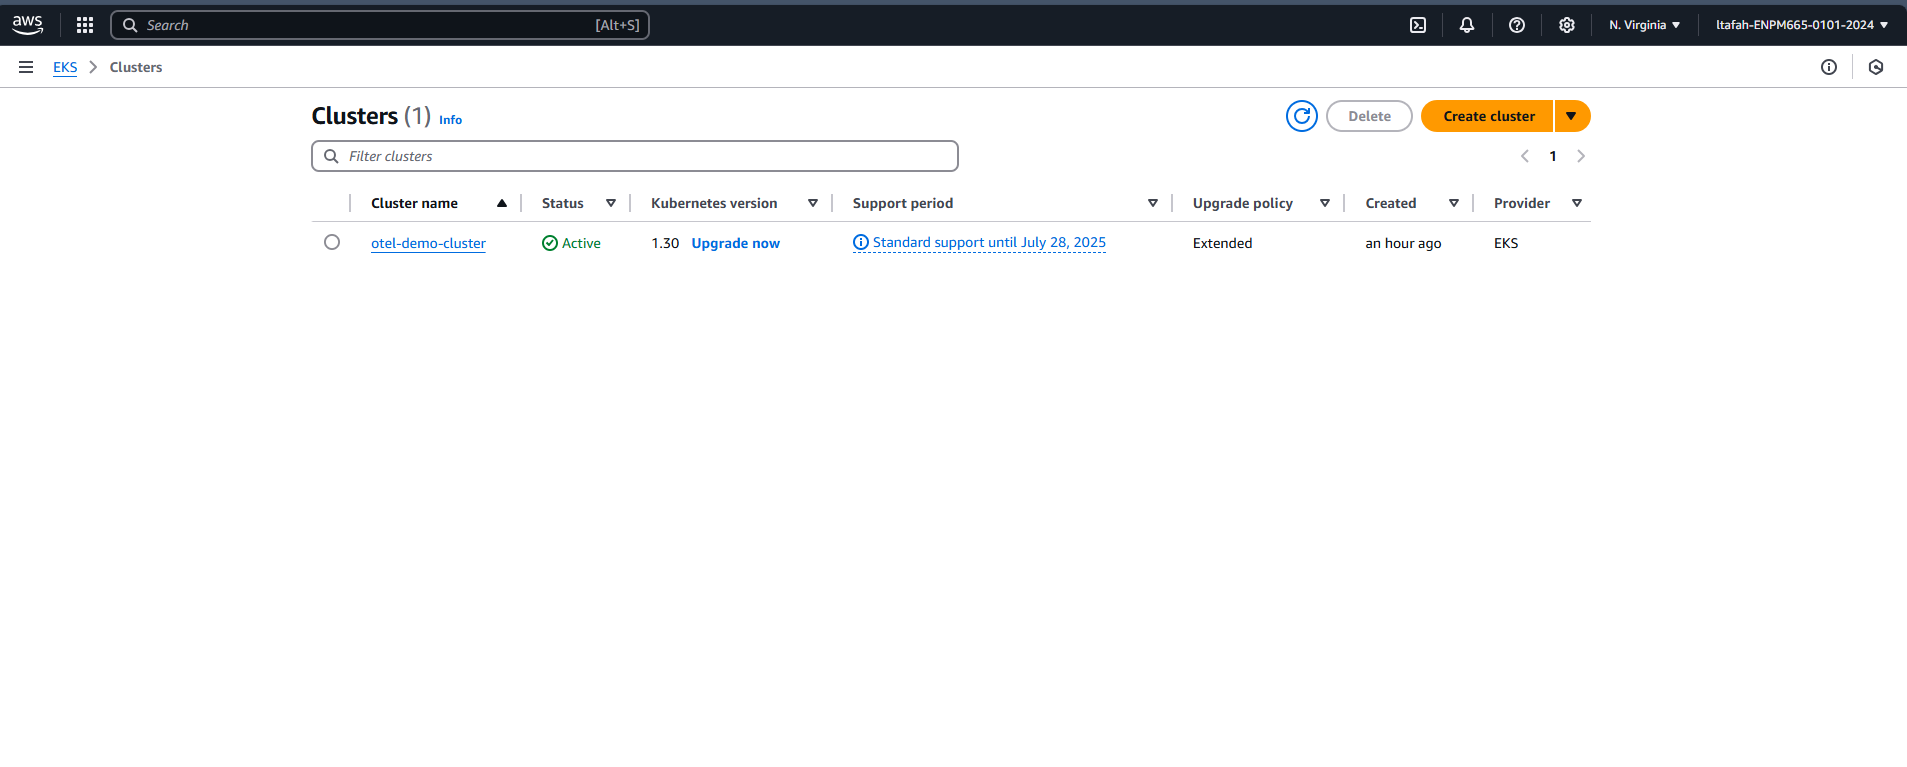 aws Search [Alt+S] N. Virginia ltafah-ENPM665-0101-2024
EKS Clusters
Clusters (1) Info Delete Create cluster
Filter clusters 1
Cluster name Status Kubernetes version Support period Upgrade policy Created Provider
otel-demo-cluster Active 1.30 Upgrade now Standard support until July 28, 2025 Extended an hour ago EKS